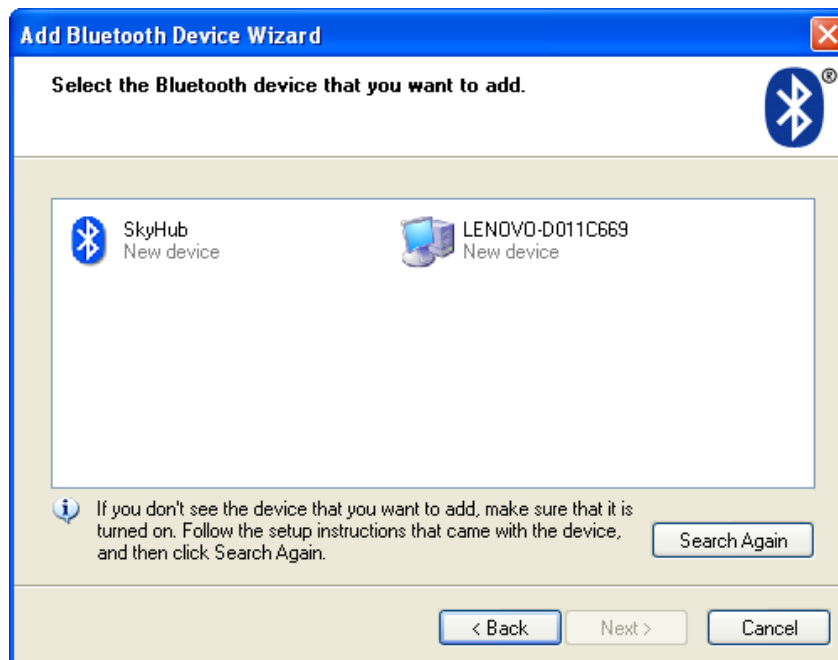 Add Bluetooth Device Wizard
Select the Bluetooth device that you want to add.
®
SkyHub
New device
LENOVO-D011C669
New device
If you don't see the device that you want to add, make sure that it is
turned on. Follow the setup instructions that came with the device,
and then click Search Again.
Search Again
< Back
Next >
Cancel